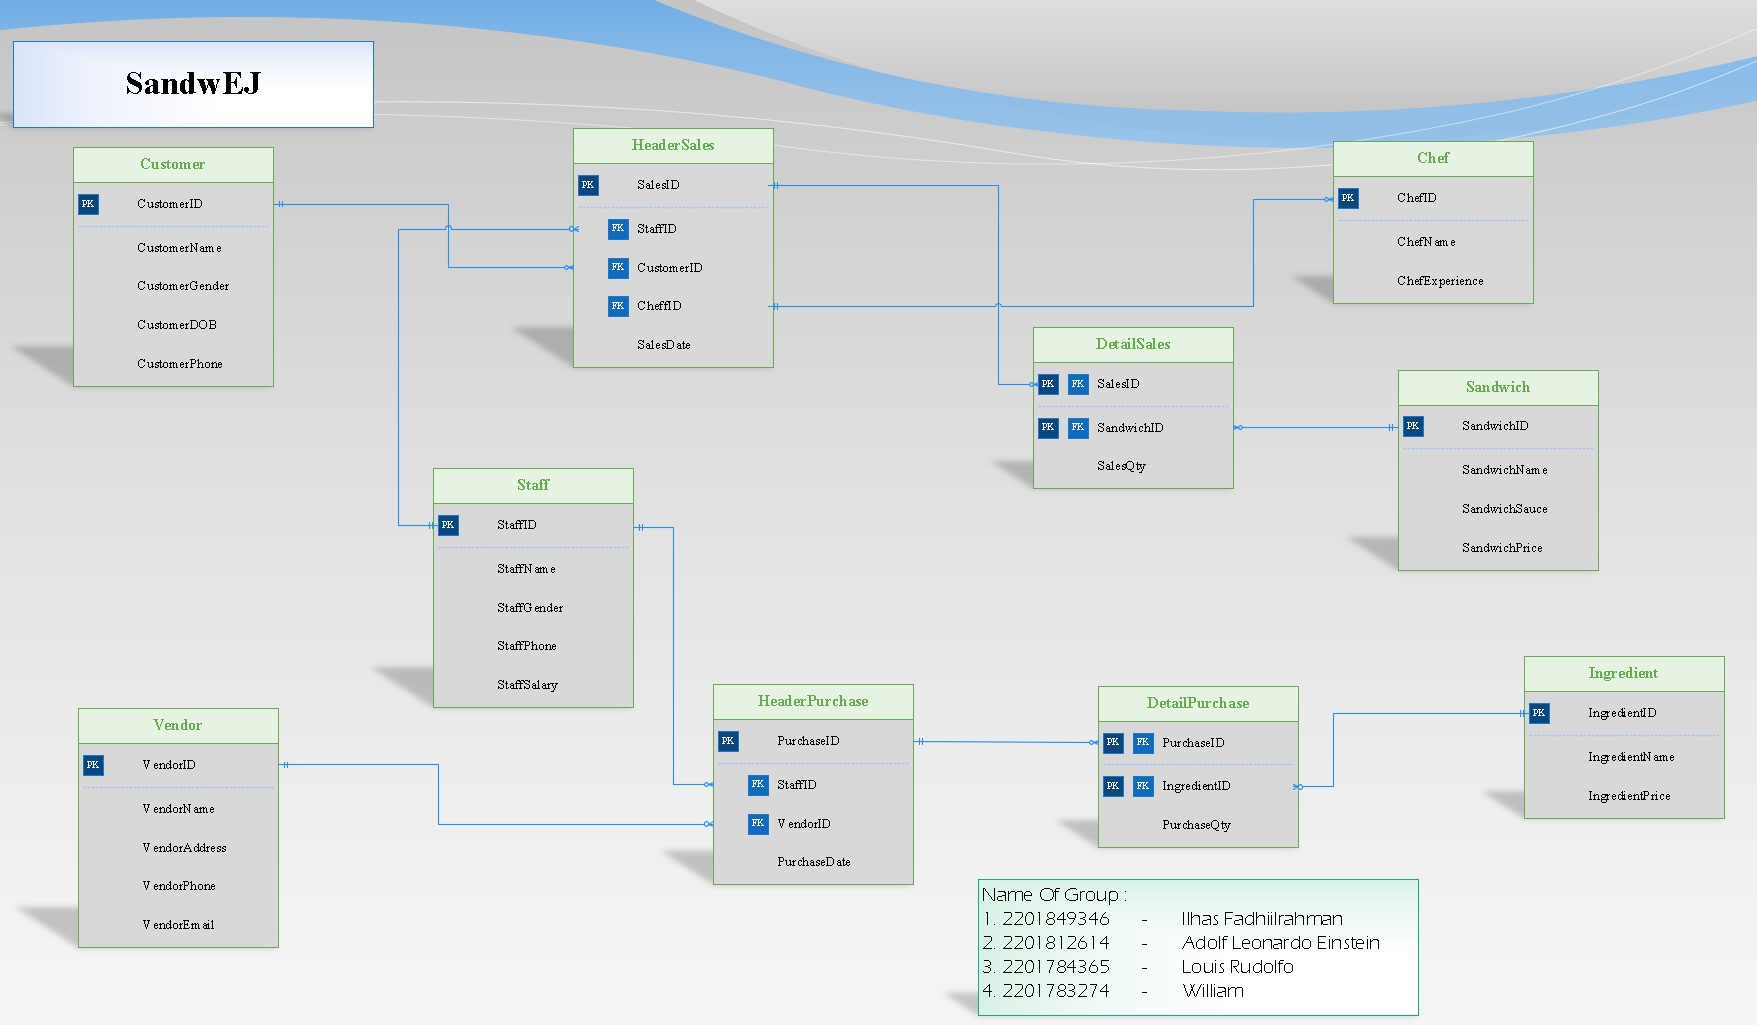 SandwEJ
Customer
PK CustomerID
CustomerName
CustomerGender
CustomerDOB
CustomerPhone
HeaderSales
PK SalesID
FK StaffID
FK CustomerID
FK CheffID
SalesDate
Chef
PK ChefID
ChefName
ChefExperience
DetailSales
PK FK SalesID
PK FK SandwichID
SalesQty
Sandwich
PK SandwichID
SandwichName
SandwichSauce
SandwichPrice
Staff
PK StaffID
StaffName
StaffGender
StaffPhone
StaffSalary
Vendor
PK VendorID
VendorName
VendorAddress
VendorPhone
VendorEmail
HeaderPurchase
PK PurchaseID
FK StaffID
FK VendorID
PurchaseDate
DetailPurchase
PK FK PurchaseID
PK FK IngredientID
PurchaseQty
Ingredient
PK IngredientID
IngredientName
IngredientPrice
Name Of Group :
1. 2201849346 - Ilhas Fadhiilrahman
2. 2201812614 - Adolf Leonardo Einstein
3. 2201784365 - Louis Rudolfo
4. 2201783274 - William